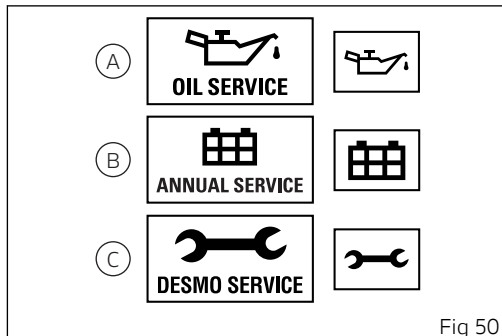 A
OIL SERVICE
B
ANNUAL SERVICE
C
DESMO SERVICE
Fig 50